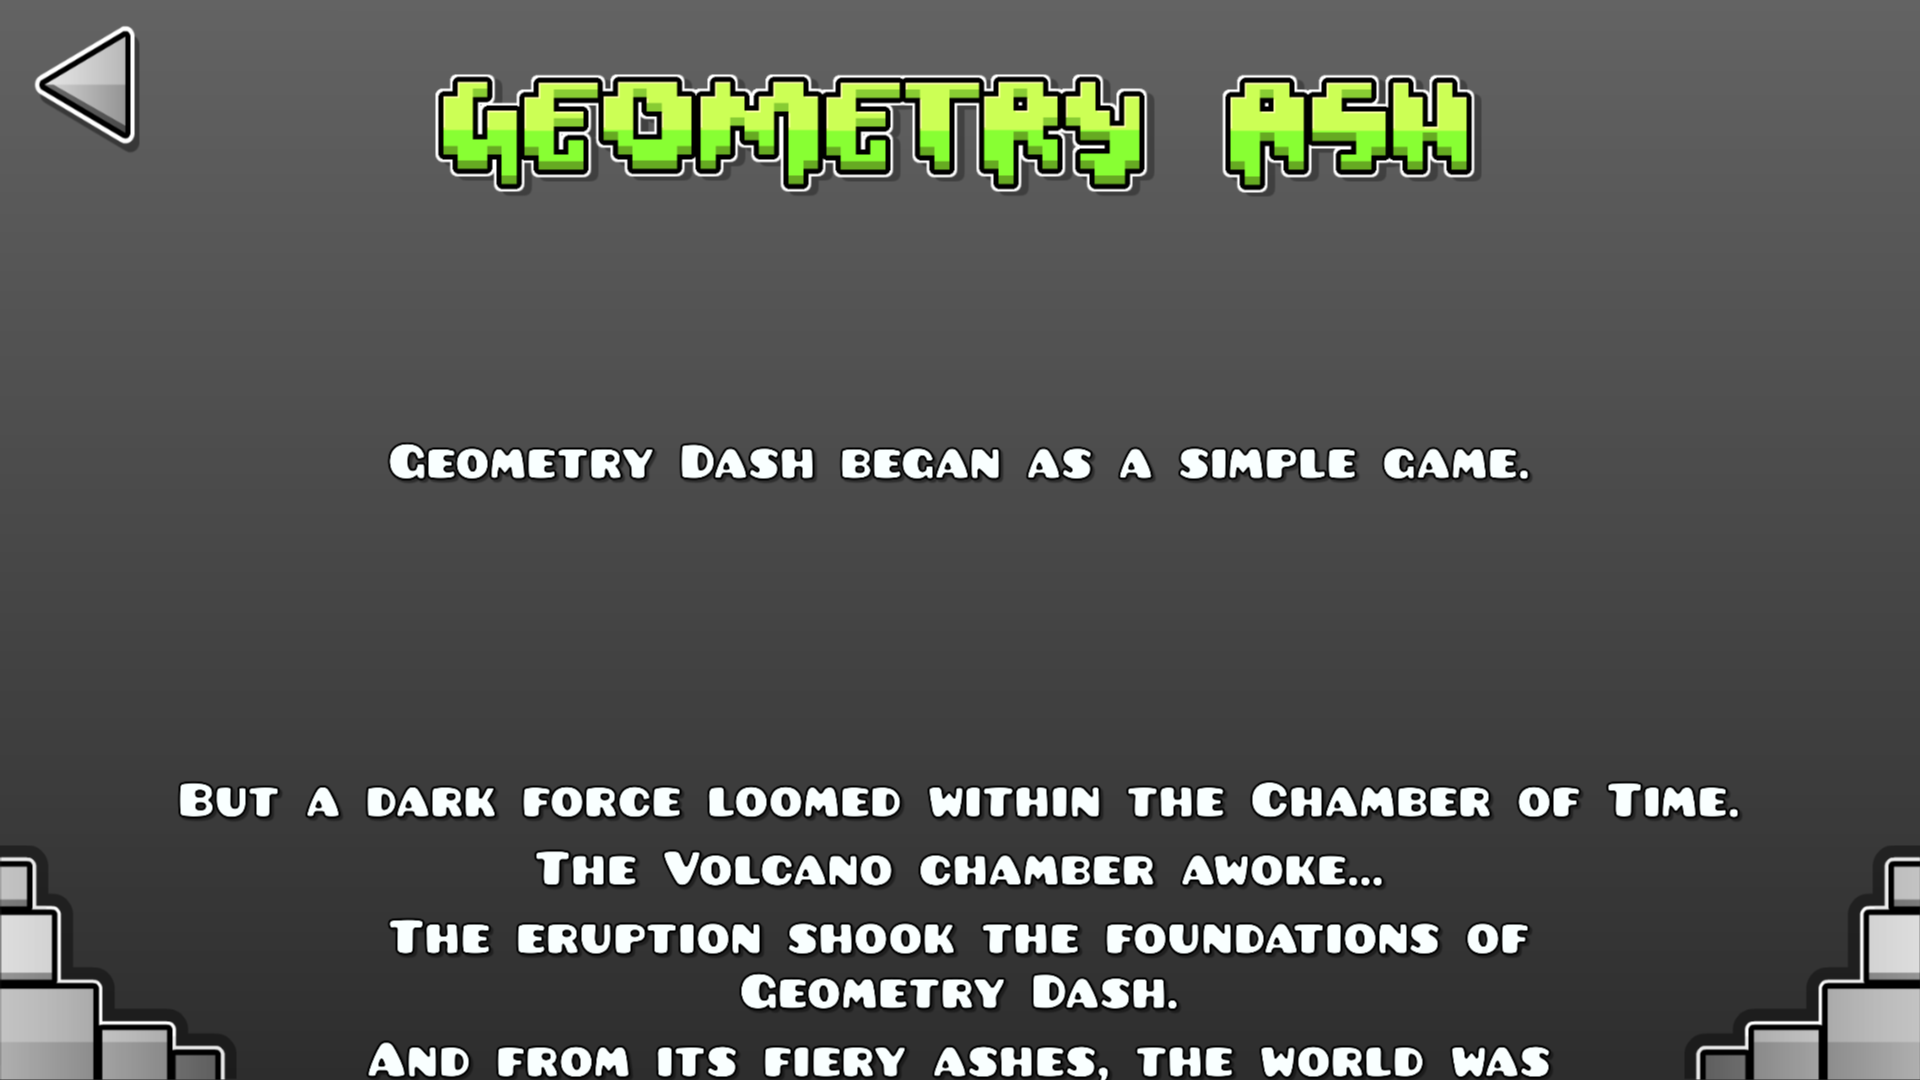 GEOMETRY ASH
Geometry Dash began as a simple game.
But a dark force loomed within the Chamber of Time.
The Volcano chamber awoke...
The eruption shook the foundations of
Geometry Dash.
And from its fiery ashes, the world was